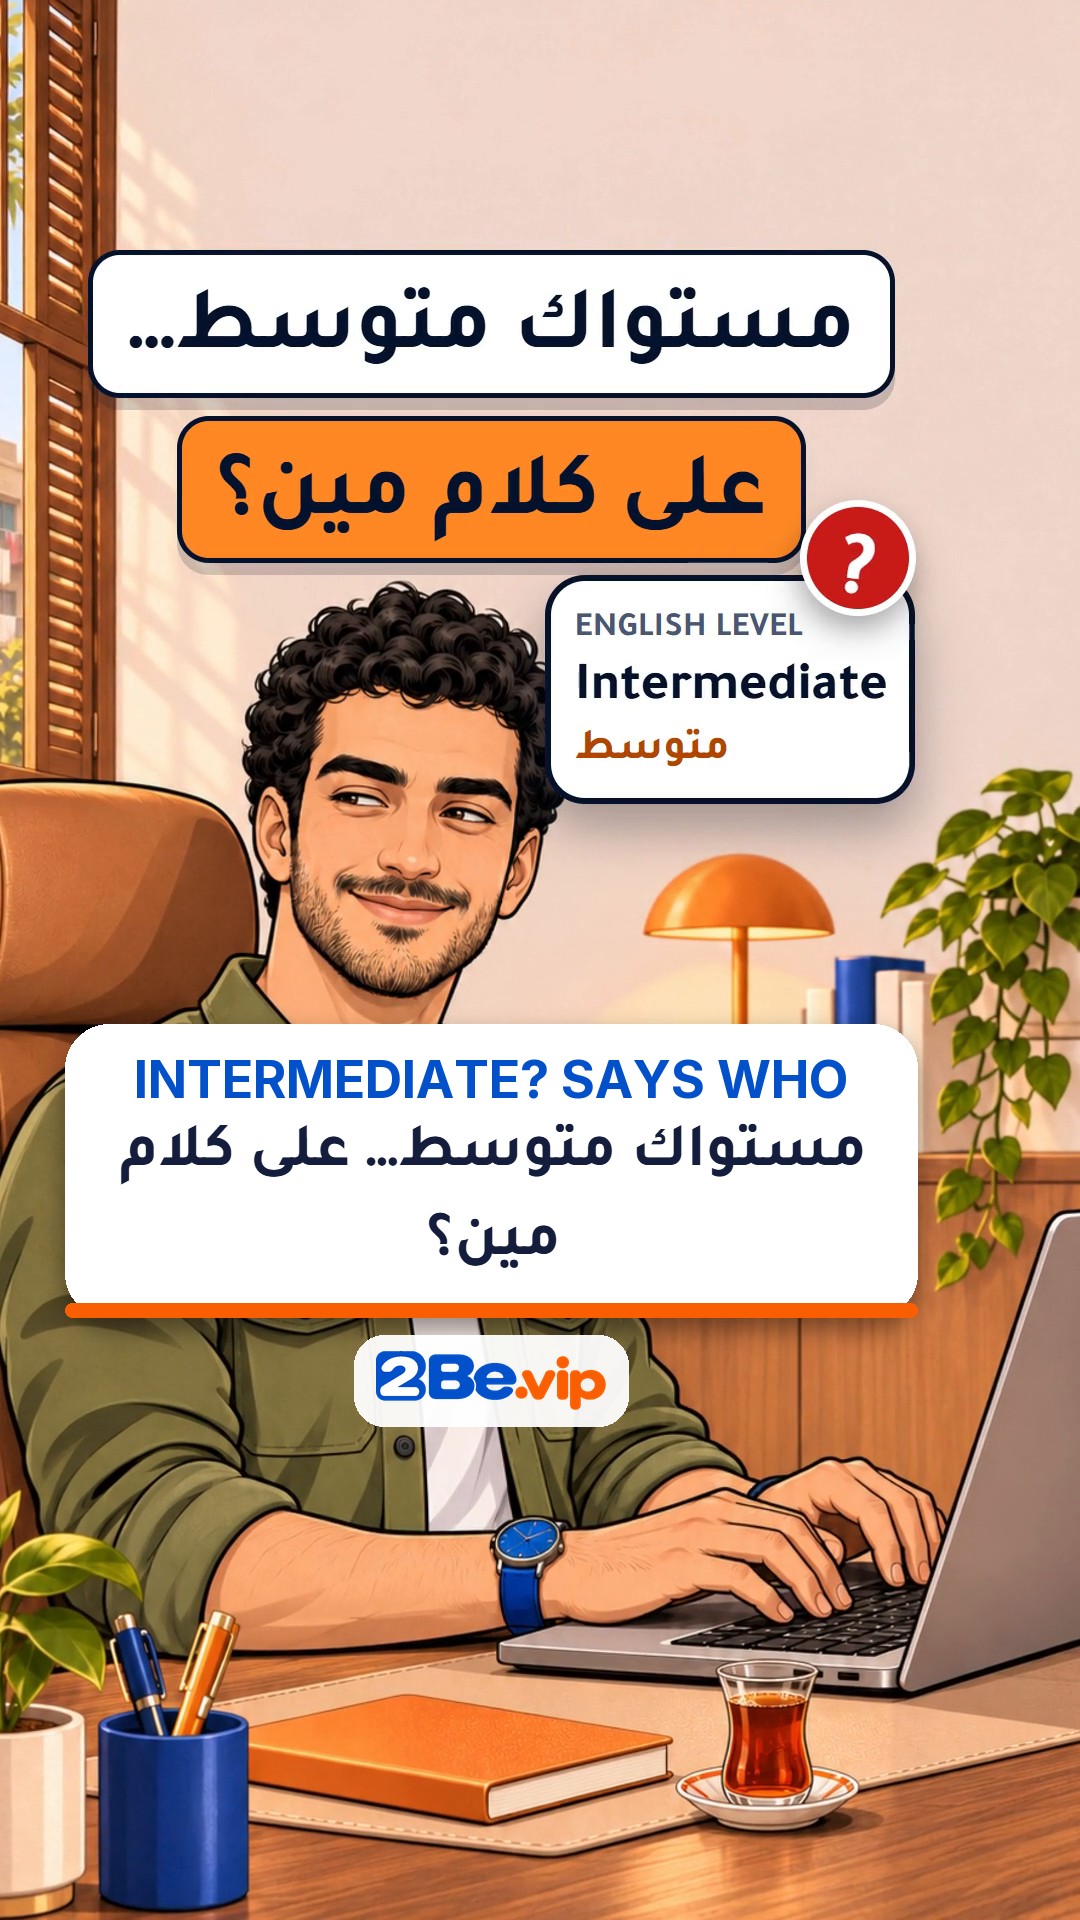 مستواك متوسط...
على كلام مين؟
?
ENGLISH LEVEL
Intermediate
متوسط
INTERMEDIATE? SAYS WHO
مستواك متوسط... على كلام
مين؟
2Be.vip